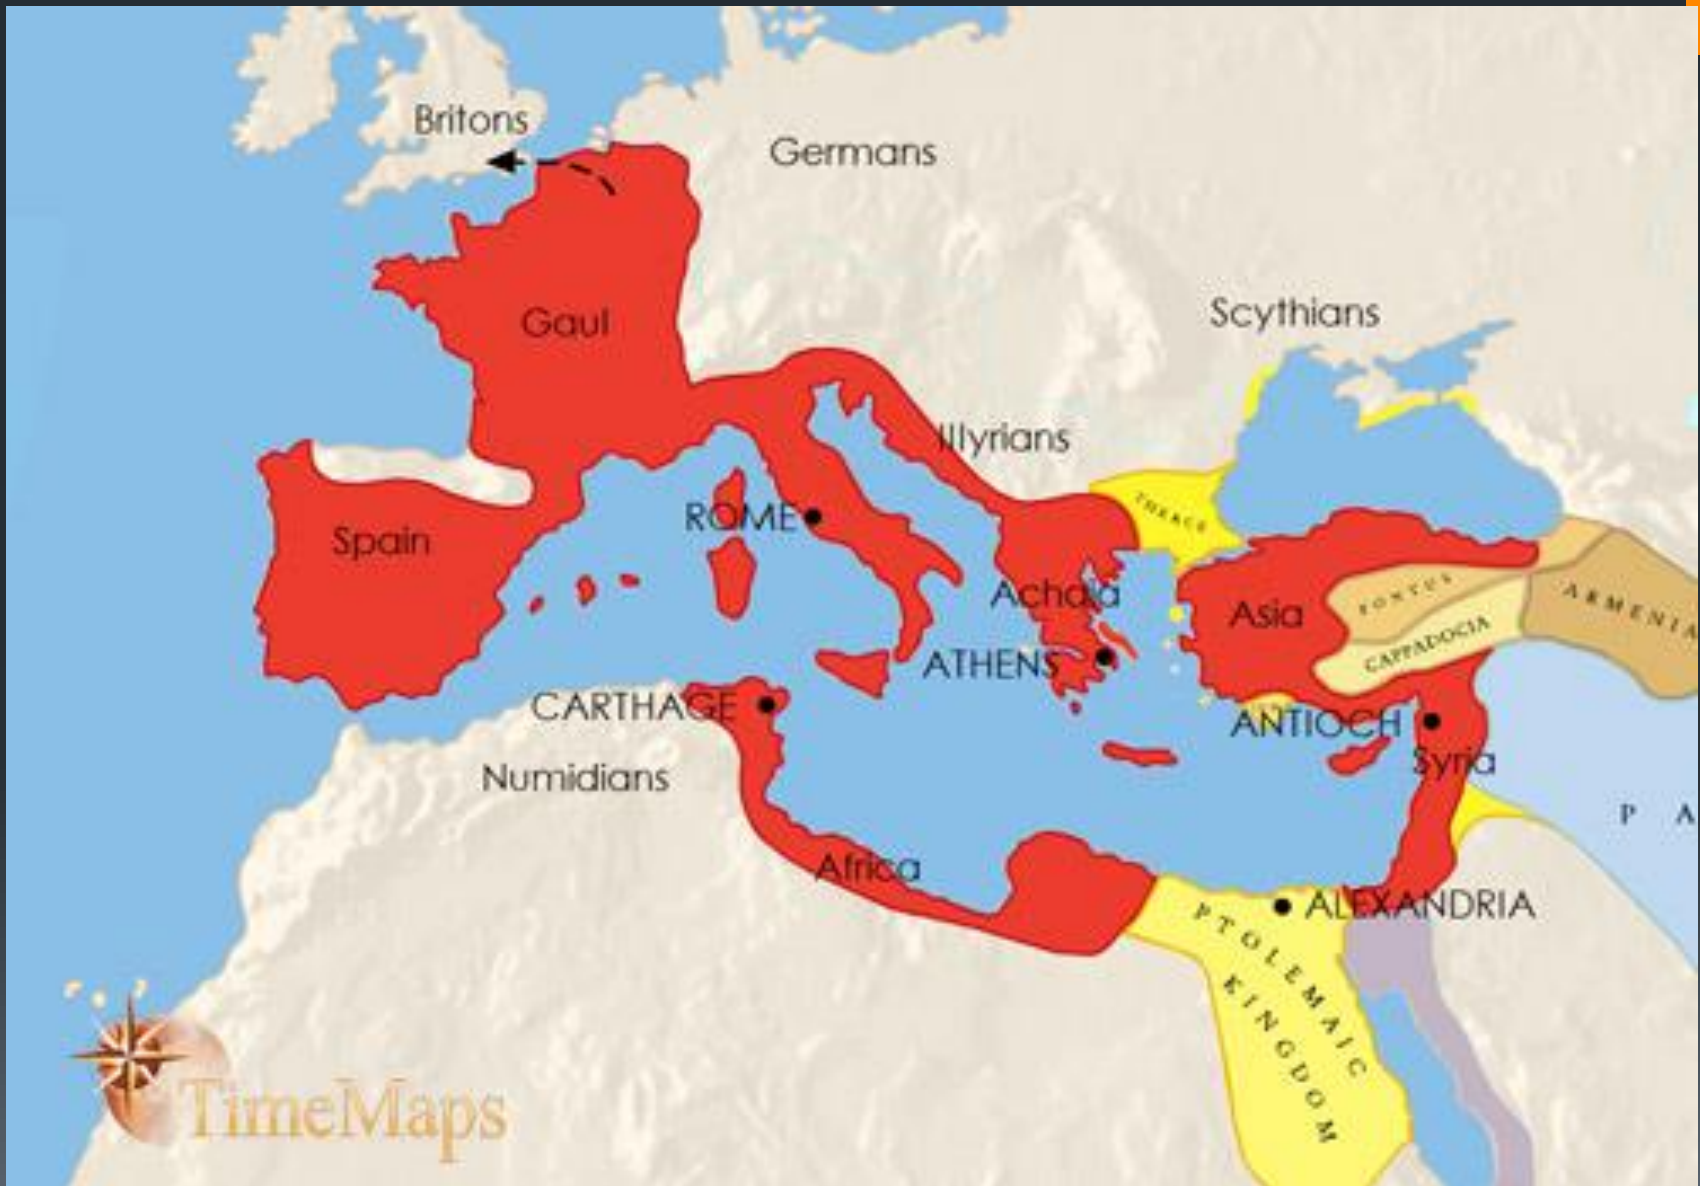 Britons
Germans
Scythians
Gaul
Illyrians
THRACE
ROME
Spain
Achaia
Asia
PONTUS
ARMENIA
CAPPADOCIA
ATHENS
CARTHAGE
ANTIOCH
Syria
Numidians
P A
Africa
ALEXANDRIA
PTOLEMAIC
KINGDOM
TimeMaps